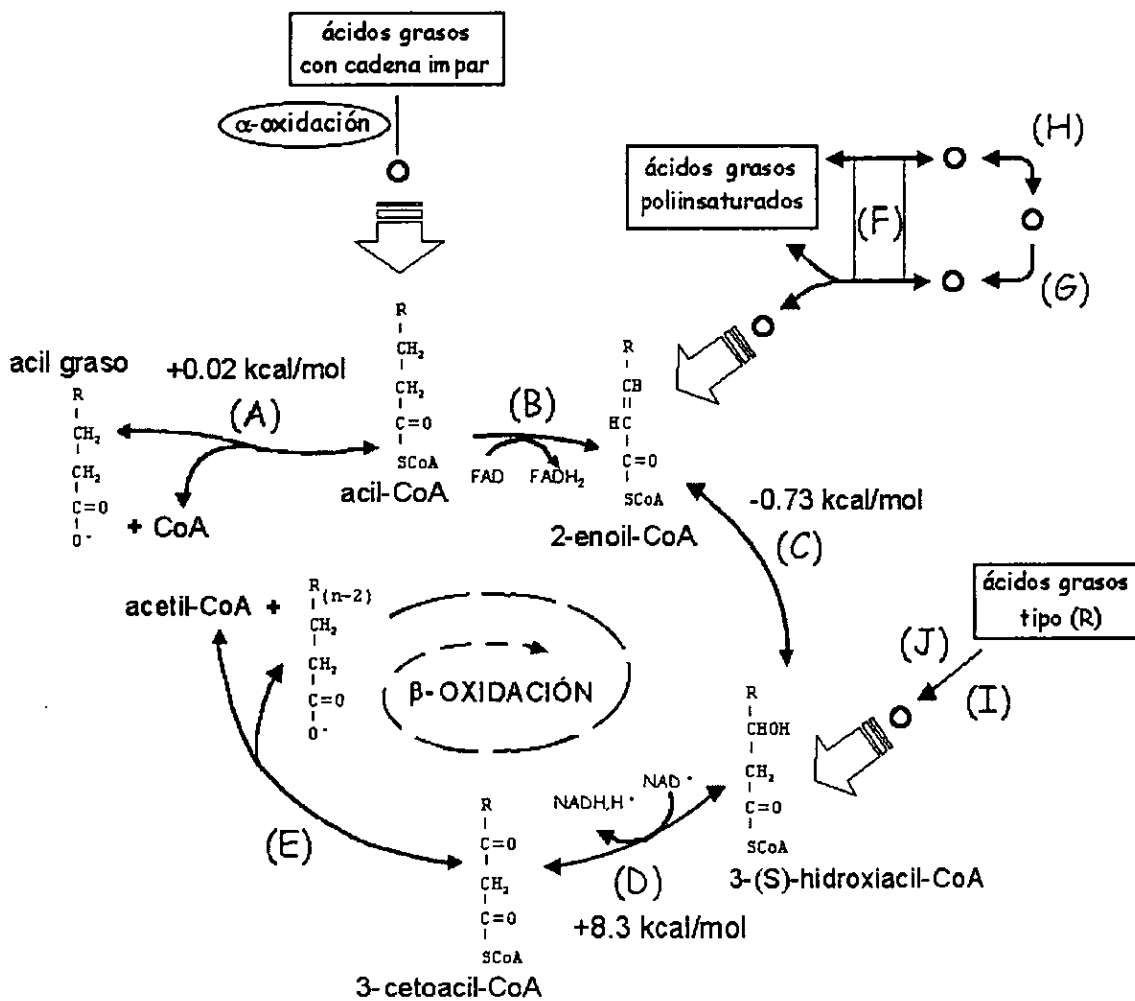 ácidos grasos
con cadena impar
α-oxidación
(H)
ácidos grasos
poliinsaturados
(F)
(G)
R
CH₂
CH₂
C=O
SCoA
acil-CoA
acil graso
+0.02 kcal/mol
(A)
R
CH₂
CH₂
C=O
O⁻
+ CoA
(B)
FAD
FADH₂
R
CH
HC
C=O
SCoA
2-enoil-CoA
-0.73 kcal/mol
(C)
ácidos grasos
tipo (R)
(J)
(I)
acetil-CoA +
R(n-2)
CH₂
CH₂
C=O
O⁻
β-OXIDACIÓN
R
CHOH
CH₂
C=O
SCoA
3-(S)-hidroxiacil-CoA
NADH,H⁺
NAD⁺
(D)
+8.3 kcal/mol
(E)
R
C=O
CH₂
C=O
SCoA
3-cetoacil-CoA